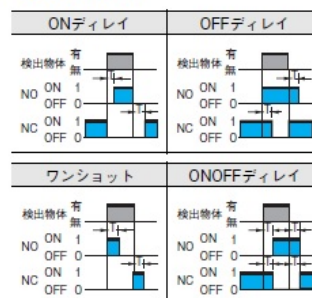 ONディレイ
OFFディレイ
検出物体 有
無
T
NO ON 1
OFF 0
T
NC ON 1
OFF 0
検出物体 有
無
T
NO ON 1
OFF 0
T
NC ON 1
OFF 0
ワンショット
ONOFFディレイ
検出物体 有
無
T
NO ON 1
OFF 0
T
NC ON 1
OFF 0
検出物体 有
無
T T
NO ON 1
OFF 0
T T
NC ON 1
OFF 0